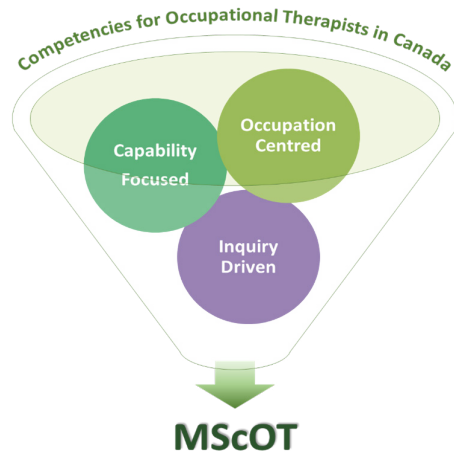 Competencies for Occupational Therapists in Canada
Occupation
Centred
Capability
Focused
Inquiry
Driven
MScOT